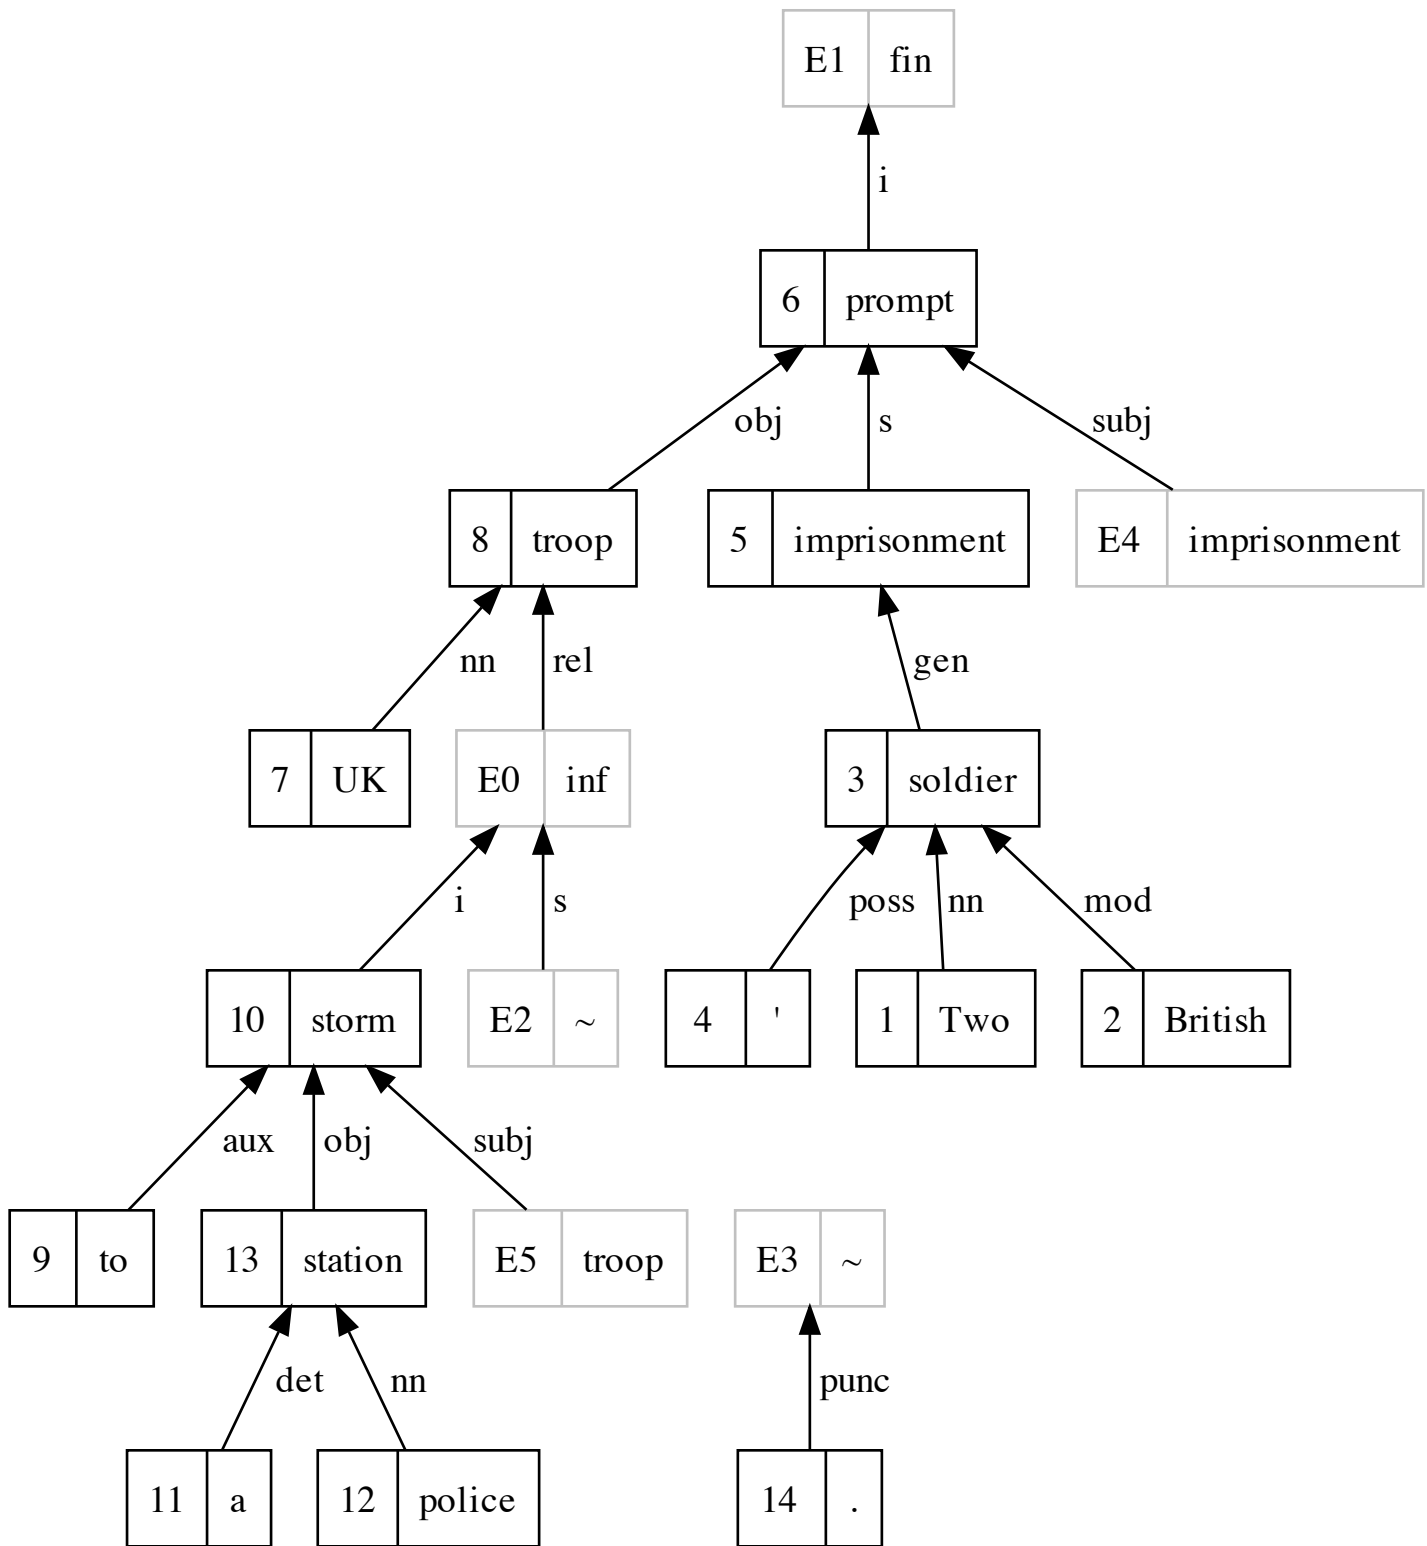 E1 fin
i
6 prompt
obj s subj
8 troop 5 imprisonment E4 imprisonment
nn rel gen
7 UK E0 inf 3 soldier
i s poss nn mod
10 storm E2 ~ 4 ' 1 Two 2 British
aux obj subj
9 to 13 station E5 troop E3 ~
det nn punc
11 a 12 police 14 .